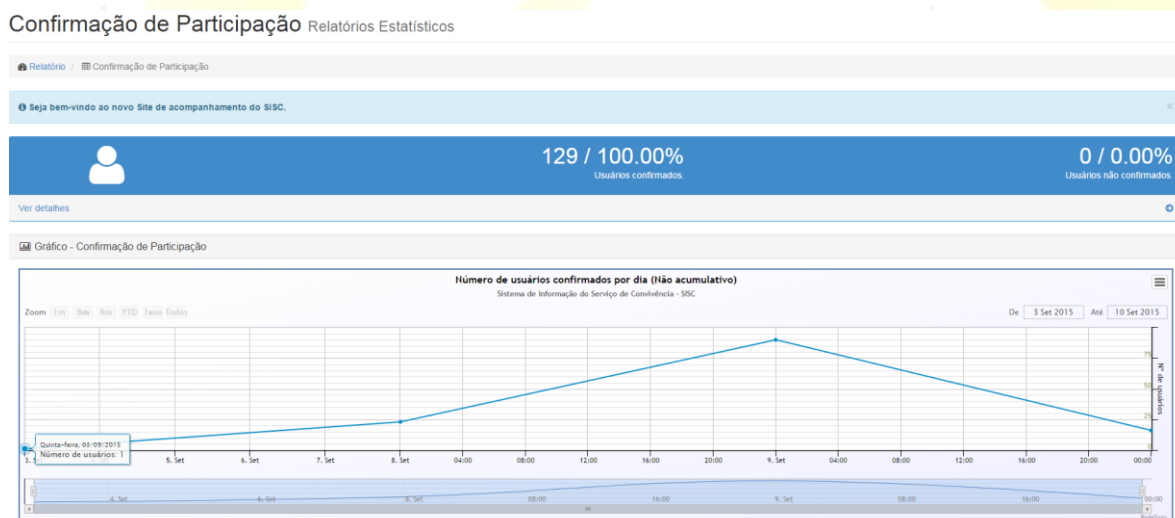 Confirmação de Participação Relatórios Estatísticos
Relatório / Confirmação de Participação
Seja bem-vindo ao novo Site de acompanhamento do SISC.
×
129 / 100.00%
Usuários confirmados.
0 / 0.00%
Usuários não confirmados.
Ver detalhes
Gráfico - Confirmação de Participação
Número de usuários confirmados por dia (Não acumulativo)
Sistema de Informação do Serviço de Convivência - SISC
Zoom 1m 3m 6m YTD 1ano Todos
De 3 Set 2015 Até 10 Set 2015
75
50
25
0
Nº de usuários
Quinta-feira, 03/09/2015
Número de usuários: 1
5. Set 6. Set 7. Set 8. Set 04:00 08:00 12:00 16:00 20:00 9. Set 04:00 08:00 12:00 16:00 20:00 00:00
4. Set 6. Set 8. Set 08:00 16:00 9. Set 08:00 16:00 00:00